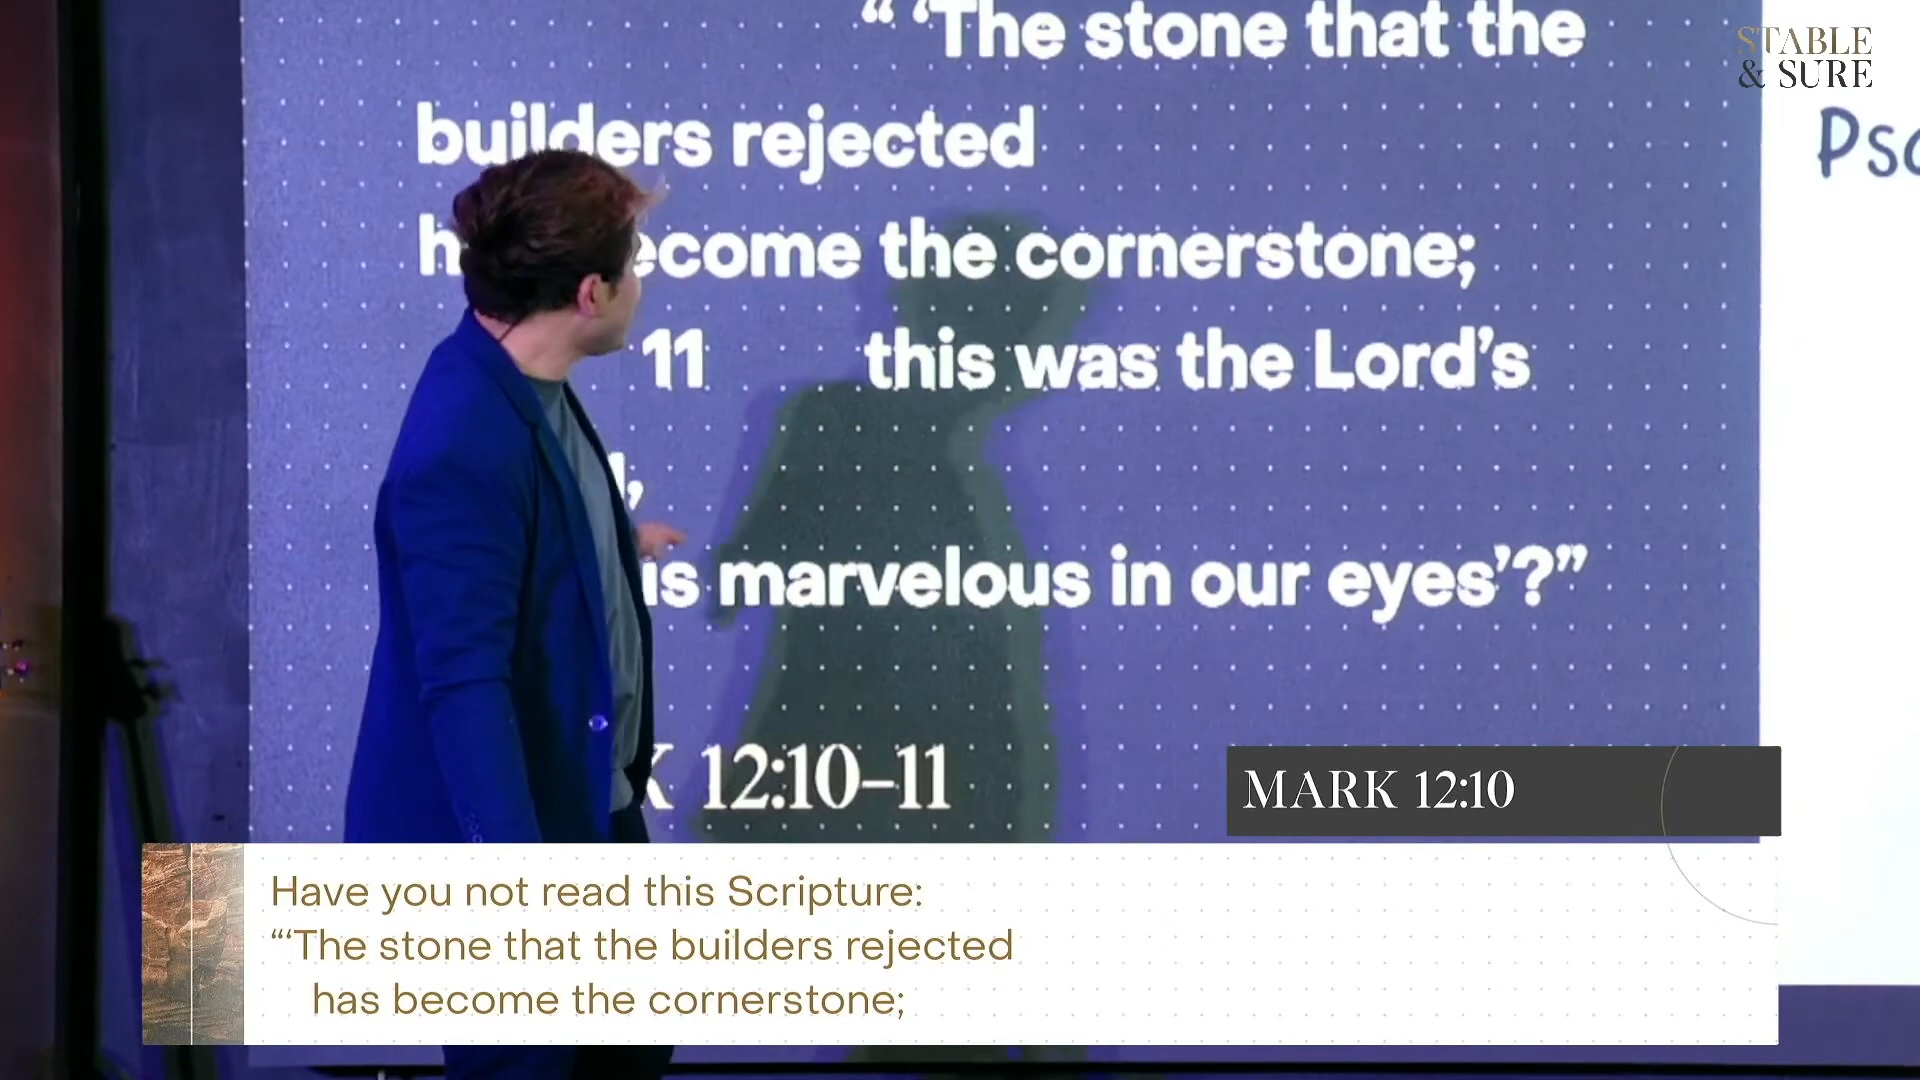 “ ‘The stone that the
builders rejected
become the cornerstone;
11 this was the Lord’s
is marvelous in our eyes’?”
12:10–11
STABLE
& SURE
MARK 12:10
Have you not read this Scripture:
“‘The stone that the builders rejected
has become the cornerstone;